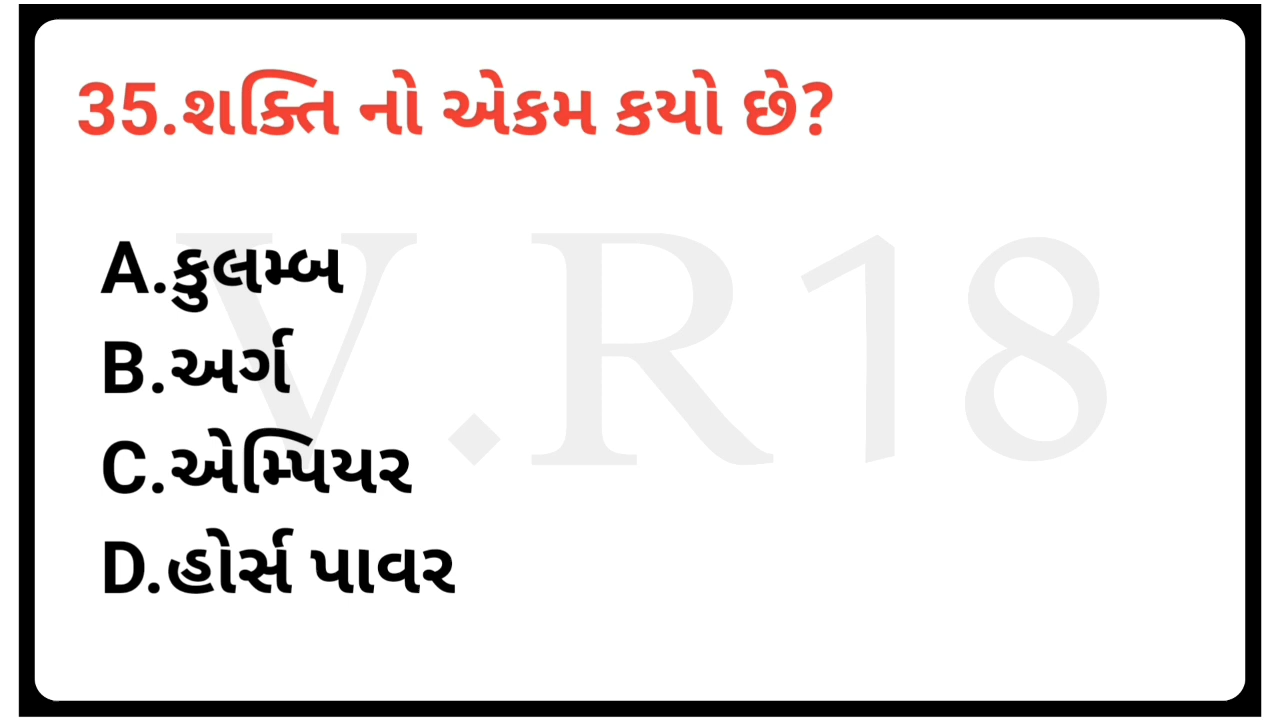 35.શક્તિ નો એકમ કયો છે?
V.R18
A.કુલમ્બ
B.અર્ગ
C.એમ્પિયર
D.હોર્સ પાવર